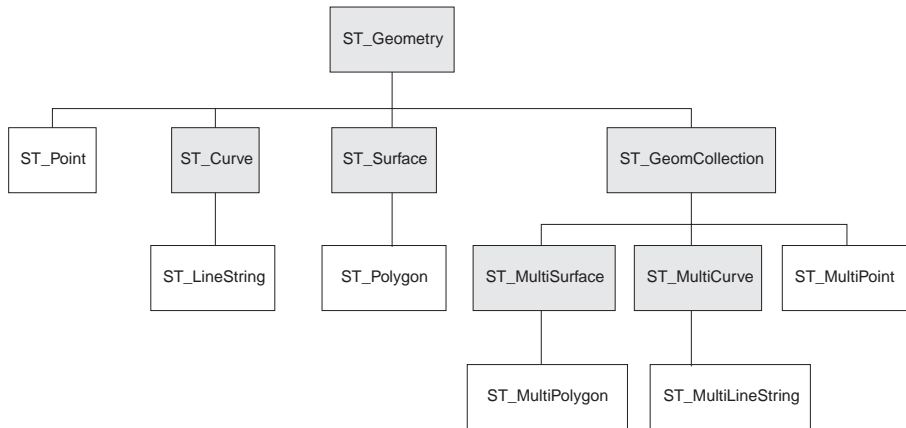 ST_Geometry
ST_Point
ST_Curve
ST_Surface
ST_GeomCollection
ST_LineString
ST_Polygon
ST_MultiSurface
ST_MultiCurve
ST_MultiPoint
ST_MultiPolygon
ST_MultiLineString